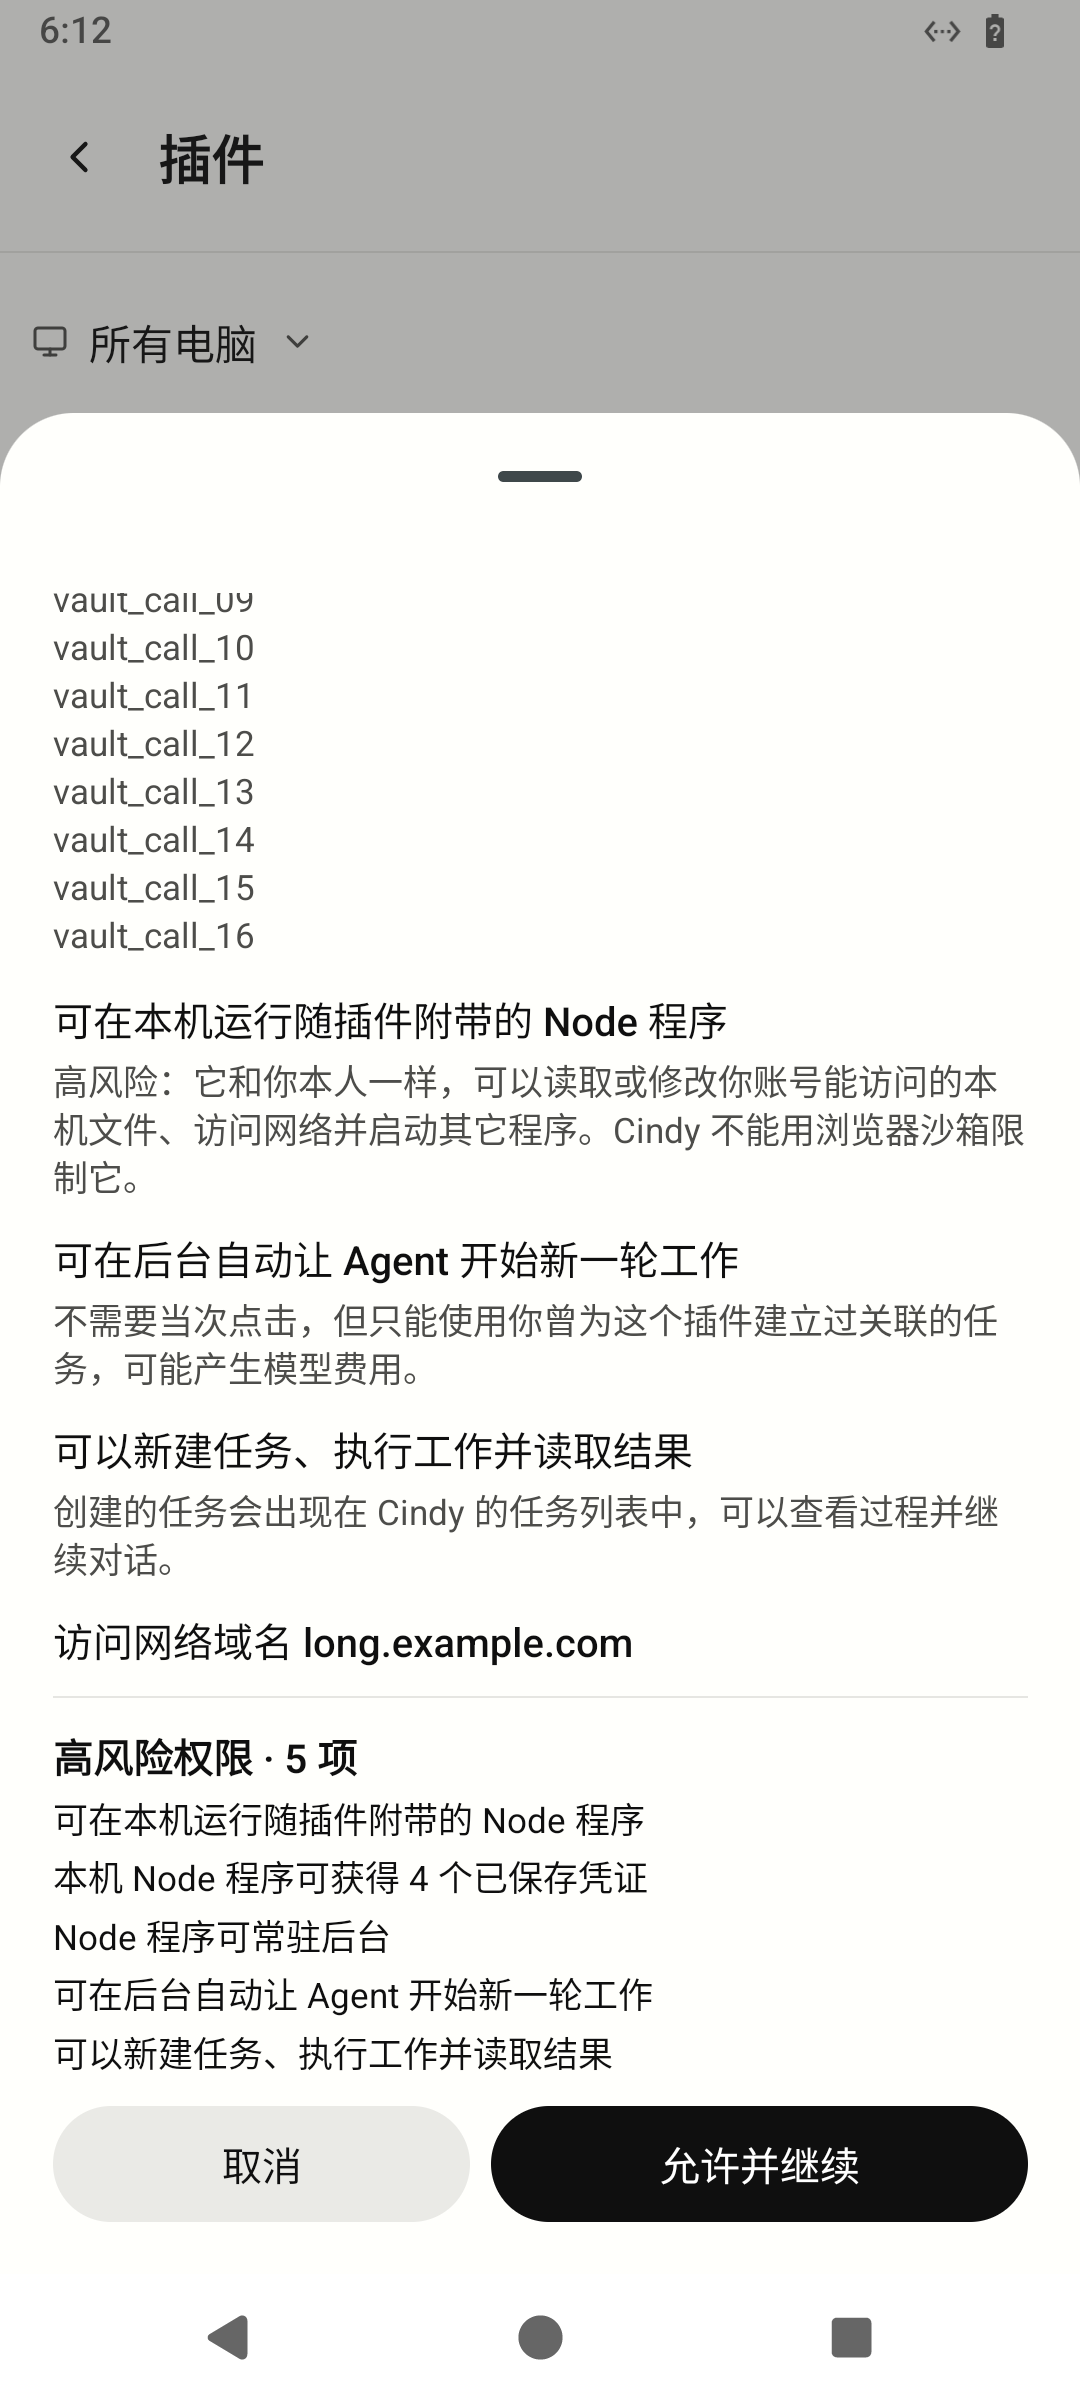 6:12
插件
所有电脑
vault_call_09
vault_call_10
vault_call_11
vault_call_12
vault_call_13
vault_call_14
vault_call_15
vault_call_16
可在本机运行随插件附带的 Node 程序
高风险：它和你本人一样，可以读取或修改你账号能访问的本
机文件、访问网络并启动其它程序。Cindy 不能用浏览器沙箱限
制它。
可在后台自动让 Agent 开始新一轮工作
不需要当次点击，但只能使用你曾为这个插件建立过关联的任
务，可能产生模型费用。
可以新建任务、执行工作并读取结果
创建的任务会出现在 Cindy 的任务列表中，可以查看过程并继
续对话。
访问网络域名 long.example.com
高风险权限 · 5 项
可在本机运行随插件附带的 Node 程序
本机 Node 程序可获得 4 个已保存凭证
Node 程序可常驻后台
可在后台自动让 Agent 开始新一轮工作
可以新建任务、执行工作并读取结果
取消
允许并继续